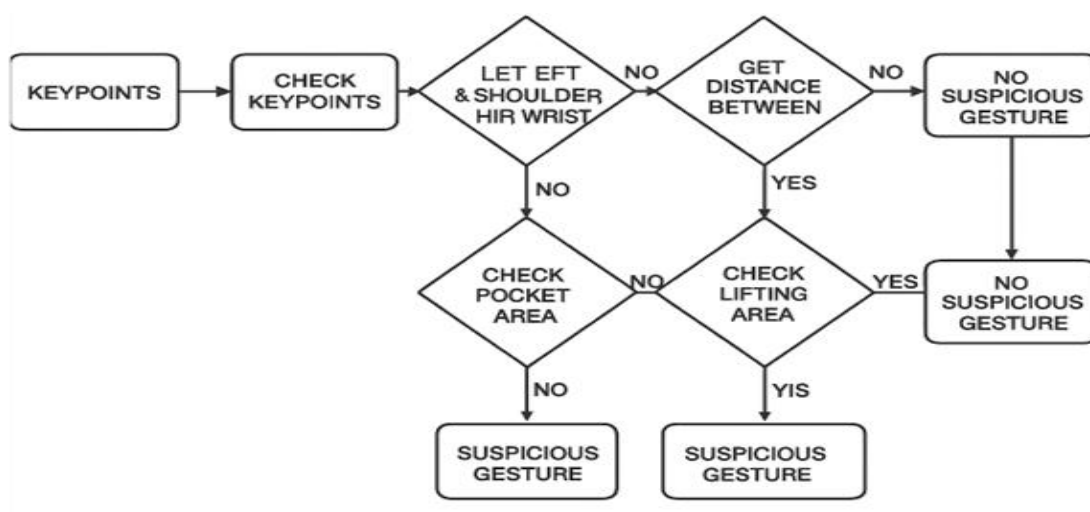 KEYPOINTS
CHECK
KEYPOINTS
LET EFT
& SHOULDER,
HIR WRIST
NO
GET
DISTANCE
BETWEEN
NO
NO
SUSPICIOUS
GESTURE
NO
YES
CHECK
POCKET
AREA
NO
CHECK
LIFTING
AREA
YES
NO
SUSPICIOUS
GESTURE
NO
YIS
SUSPICIOUS
GESTURE
SUSPICIOUS
GESTURE